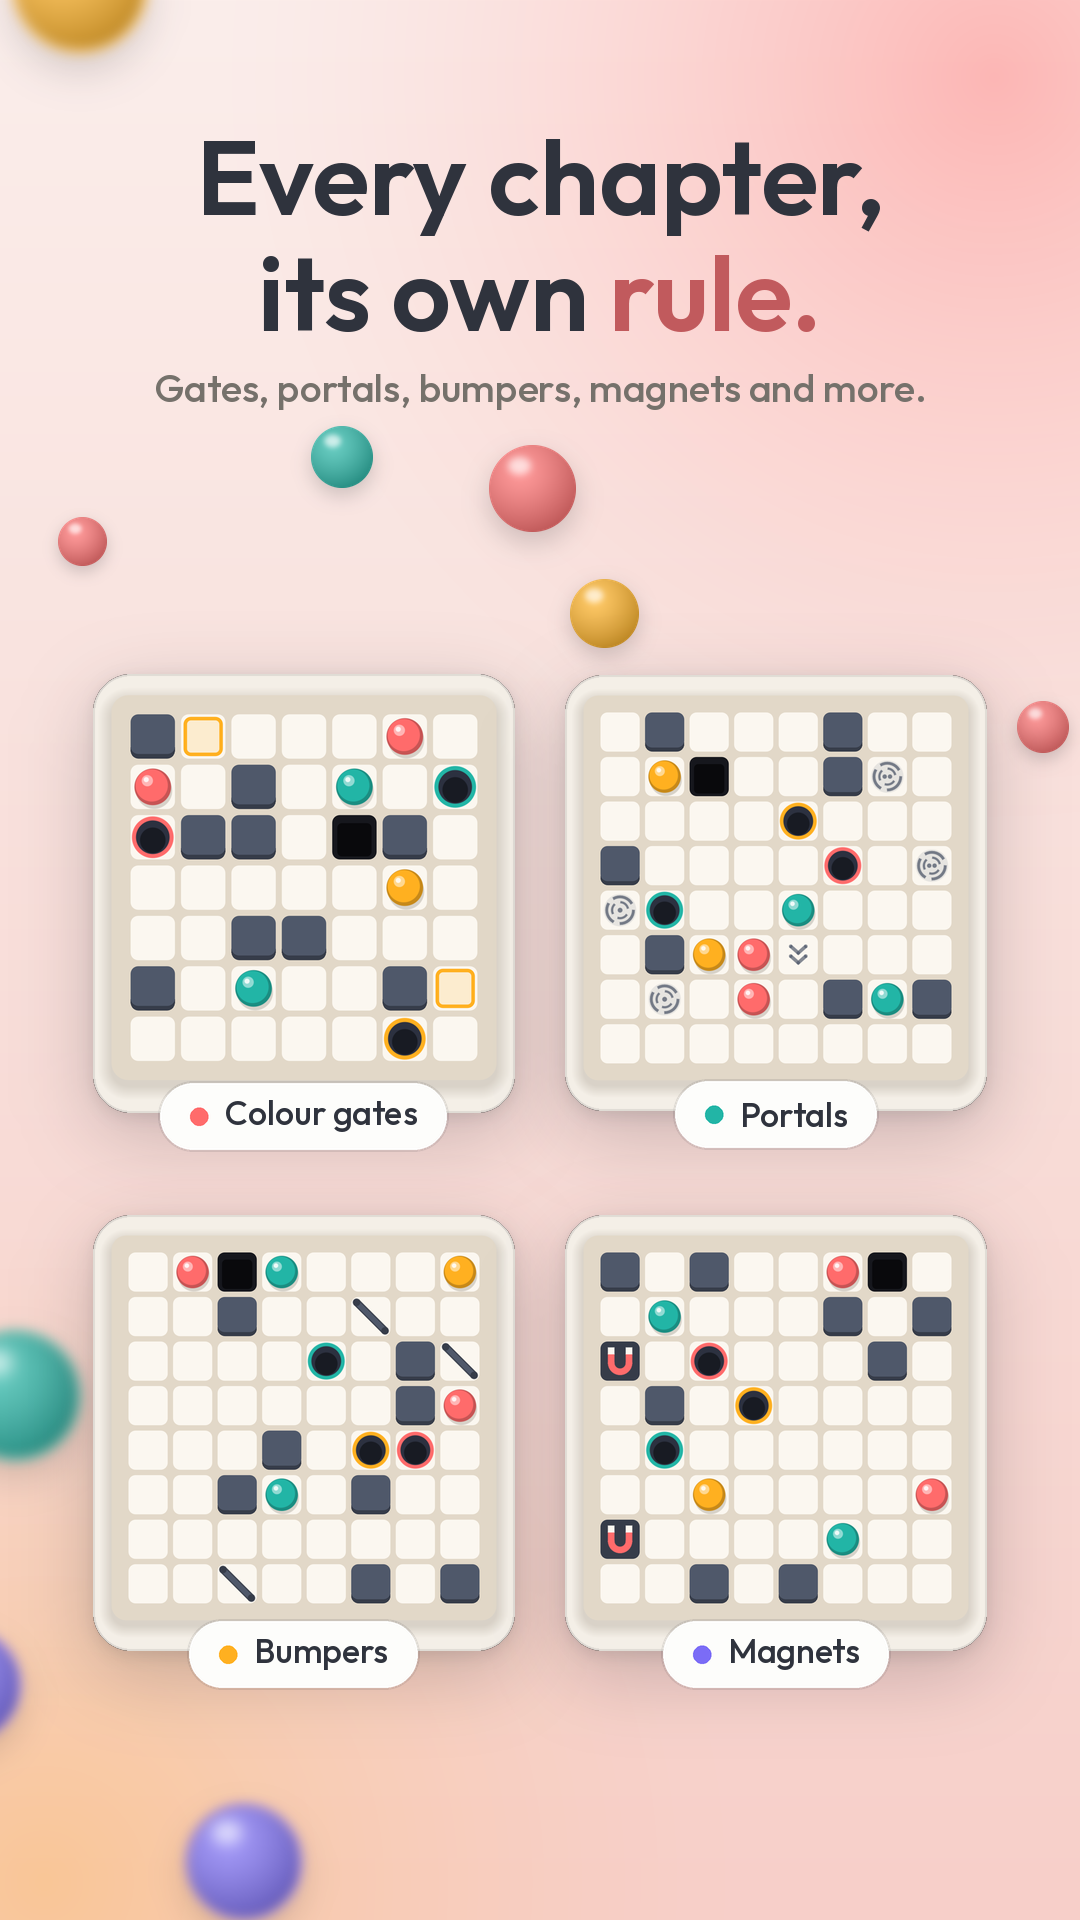 Every chapter,
its own rule.
Gates, portals, bumpers, magnets and more.
Colour gates
Portals
Bumpers
Magnets